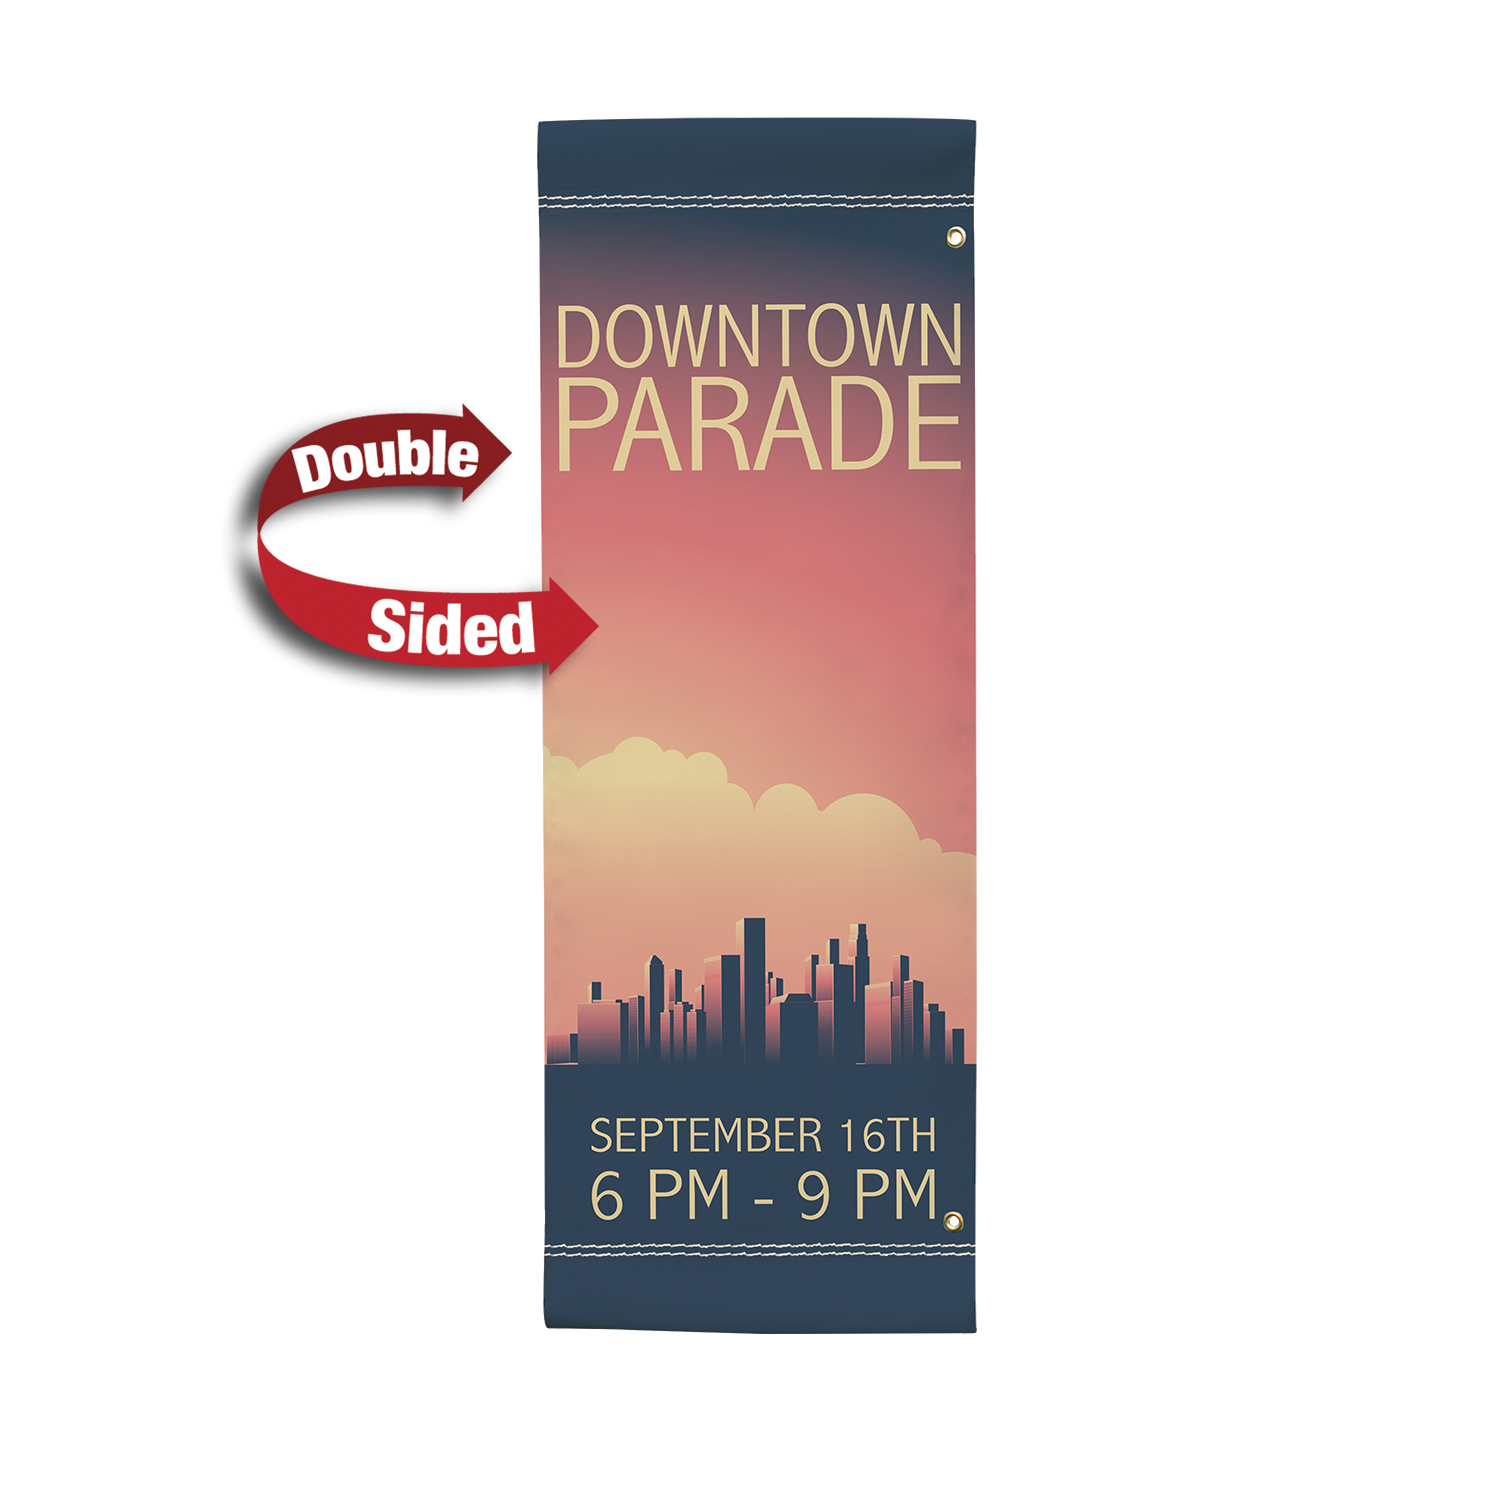 DOWNTOWN
PARADE
Double
Sided
SEPTEMBER 16TH
6 PM - 9 PM